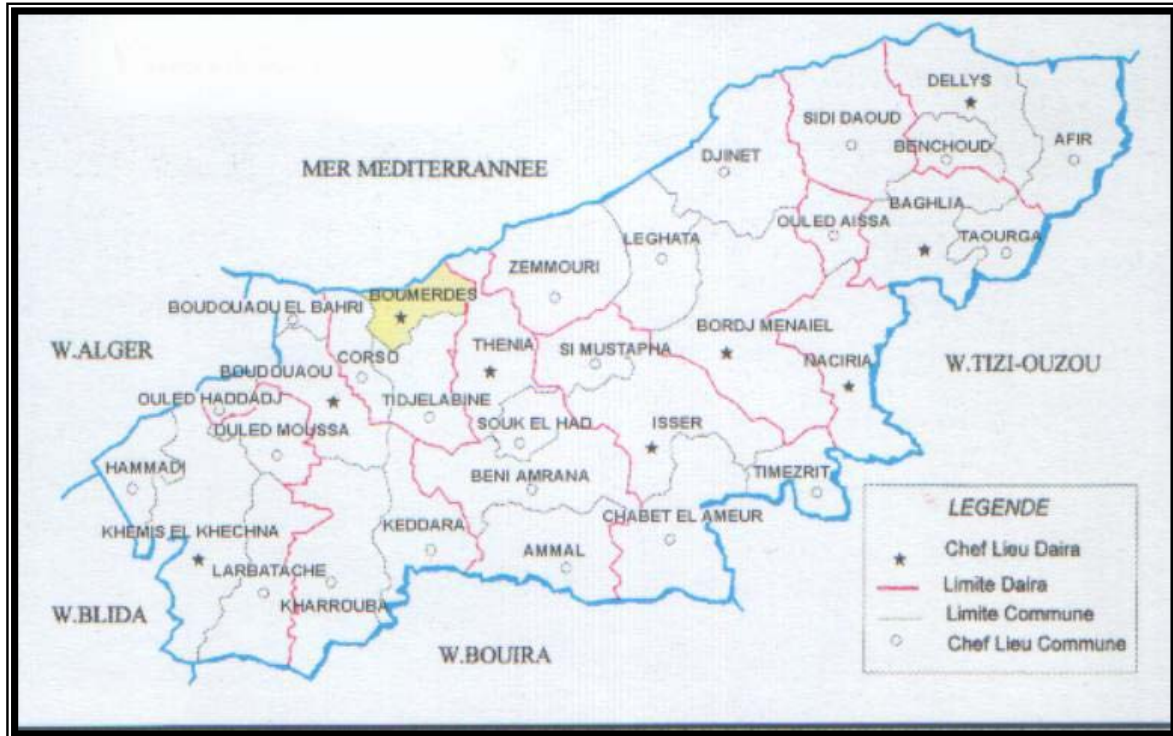 DELLYS
SIDI DAOUD
BENCHOUD
AFIR
DJINET
MER MEDITERRANNEE
BAGHLIA
OULED AISSA
TAOURGA
LEGHATA
ZEMMOURI
BOUMERDES
BOUDOUAOU EL BAHRI
BORDJ MENAIEL
W.ALGER
CORSO
THENIA
SI MUSTAPHA
NACIRIA
W.TIZI-OUZOU
BOUDOUAOU
OULED HADDADJ
TIDJELABINE
SOUK EL HAD
ISSER
OULED MOUSSA
HAMMADI
BENI AMRANA
TIMEZRIT
KHEMIS EL KHECHNA
KEDDARA
CHABET EL AMEUR
AMMAL
LARBATACHE
KHARROUBA
W.BLIDA
W.BOUIRA
LEGENDE
Chef Lieu Daira
Limite Daira
Limite Commune
Chef Lieu Commune